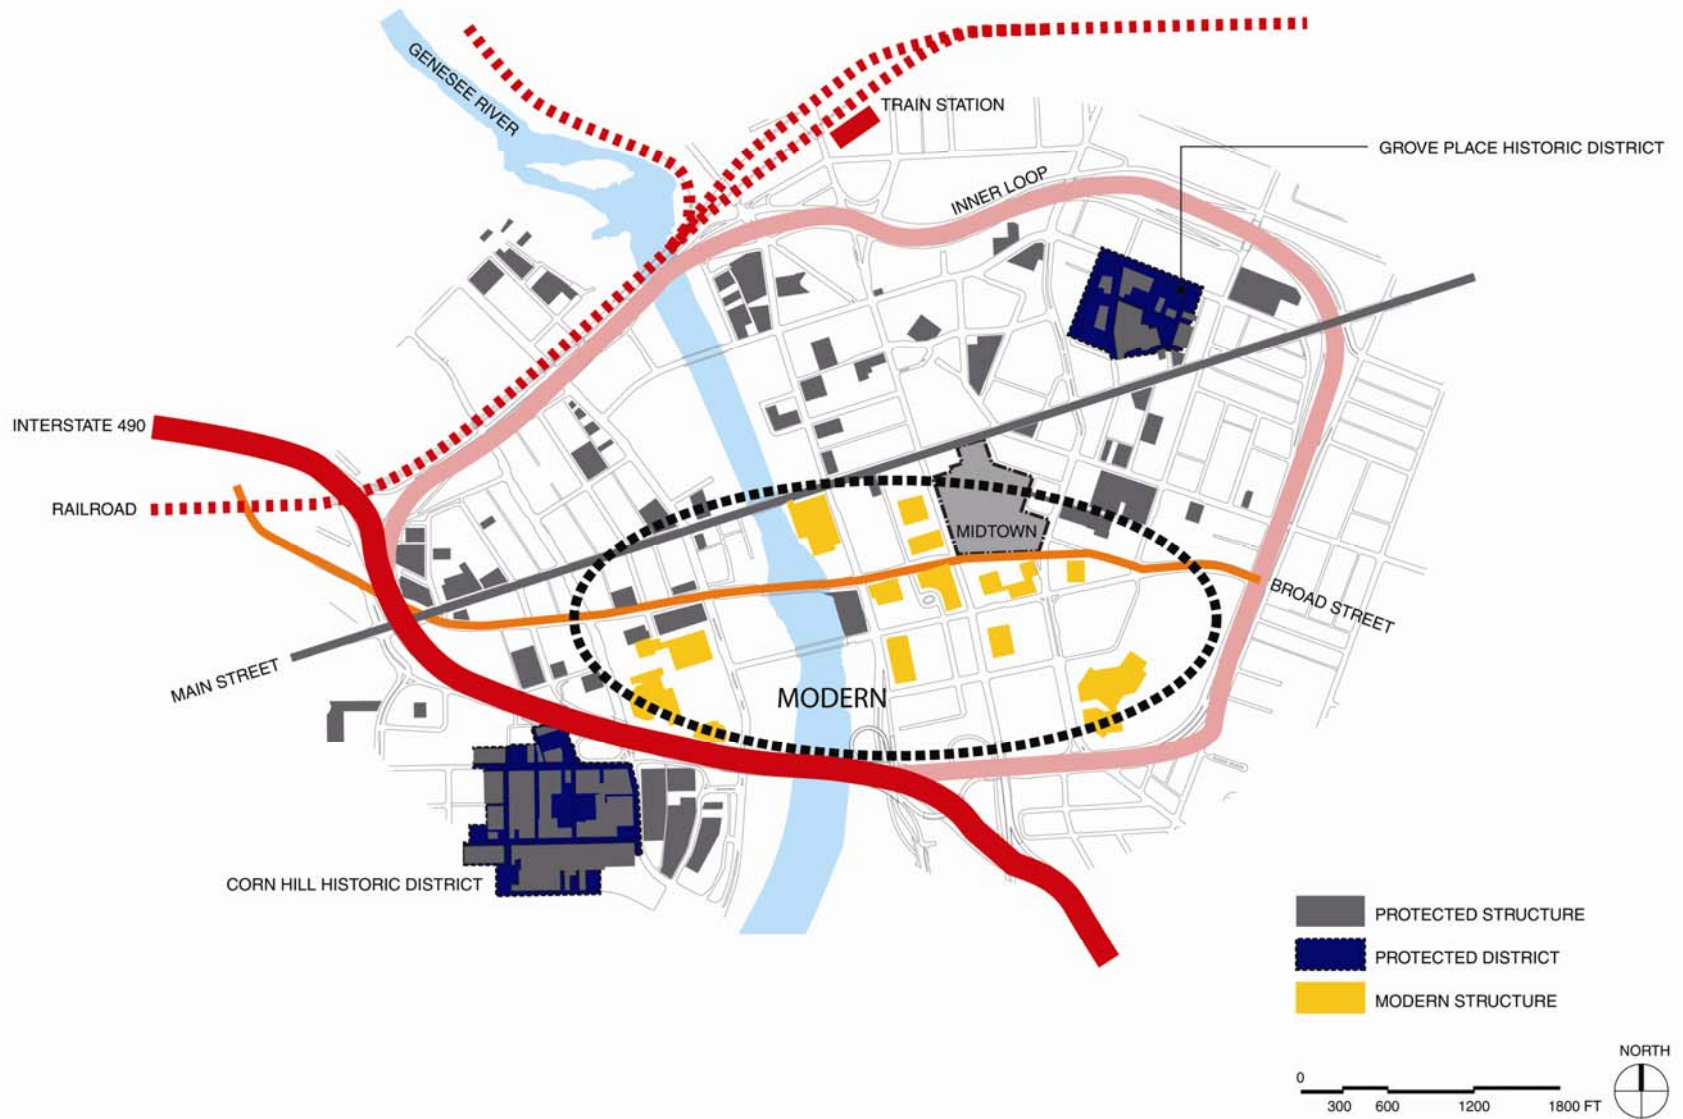 GENESEE RIVER
TRAIN STATION
GROVE PLACE HISTORIC DISTRICT
INNER LOOP
INTERSTATE 490
RAILROAD
MIDTOWN
BROAD STREET
MAIN STREET
MODERN
CORN HILL HISTORIC DISTRICT
PROTECTED STRUCTURE
PROTECTED DISTRICT
MODERN STRUCTURE
NORTH
0
300 600 1200 1800 FT